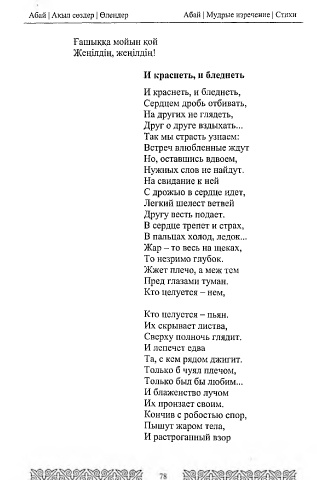 Абай | Ақыл сөздер | Өлеңдер Абай | Мудрые изречение | Стихи
Ғашыққа мойын қой
Жеңілдің, жеңілдің!
И краснеть, и бледнеть
И краснеть, и бледнеть,
Сердцем дробь отбивать,
На других не глядеть,
Друг о друге вздыхать...
Так мы страсть узнаем:
Встреч влюбленные ждут
Но, оставшись вдвоем,
Нужных слов не найдут.
На свидание к ней
С дрожью в сердце идет,
Легкий шелест ветвей
Другу весть подает.
В сердце трепет и страх,
В пальцах холод, ледок...
Жар – то весь на щеках,
То незримо глубок.
Жжет плечо, а меж тем
Пред глазами туман.
Кто целуется – нем,
Кто целуется – пьян.
Их скрывает листва,
Сверху полночь глядит.
И лепечет едва
Та, с кем рядом джигит.
Только б чуял плечом,
Только был бы любим...
И блаженство лучом
Их пронзает своим.
Кончив с робостью спор,
Пышут жаром тела,
И растроганный взор
78